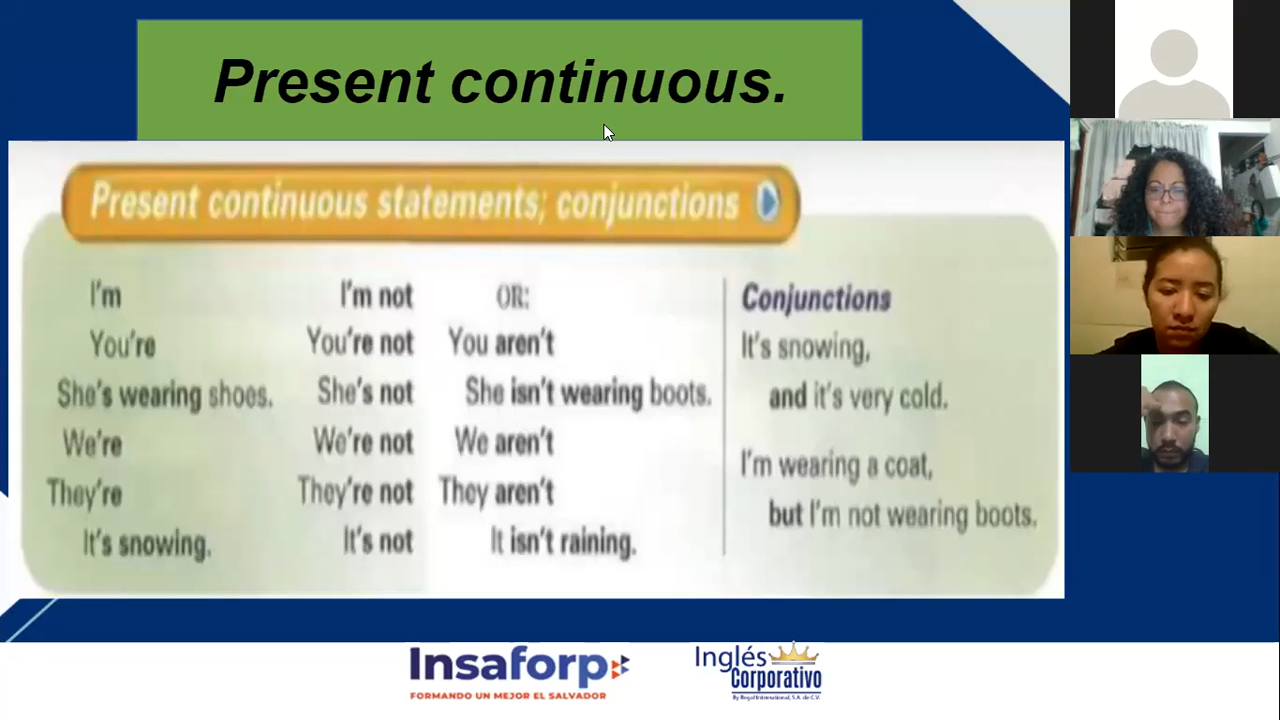 Present continuous.
Present continuous statements; conjunctions
I'm I'm not OR:
You're You're not You aren't
She's wearing shoes. She's not She isn't wearing boots.
We're We're not We aren't
They're They're not They aren't
It's snowing. It's not It isn't raining.
Conjunctions
It's snowing,
and it's very cold.
I'm wearing a coat,
but I'm not wearing boots.
Insaforp
FORMANDO UN MEJOR EL SALVADOR
Inglés
Corporativo
By Regal International, S.A. de C.V.